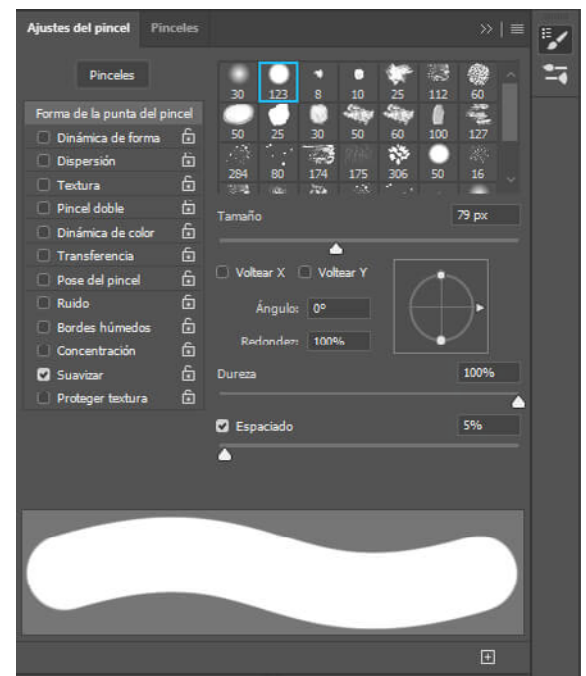 Ajustes del pincel Pinceles
Pinceles
30 123 8 10 25 112 60
Forma de la punta del pincel
50 25 30 50 60 100 127
Dinámica de forma
Dispersión
284 80 174 175 306 50 16
Textura
Pincel doble
Tamaño 79 px
Dinámica de color
Transferencia
Voltear X Voltear Y
Pose del pincel
Ruido
Ángulo: 0°
Bordes húmedos
Redondez: 100%
Concentración
Suavizar
Dureza 100%
Proteger textura
Espaciado 5%